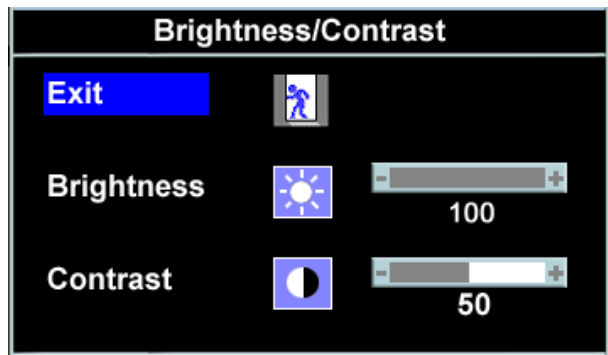 Brightness/Contrast
Exit
Brightness
- +
100
Contrast
- +
50